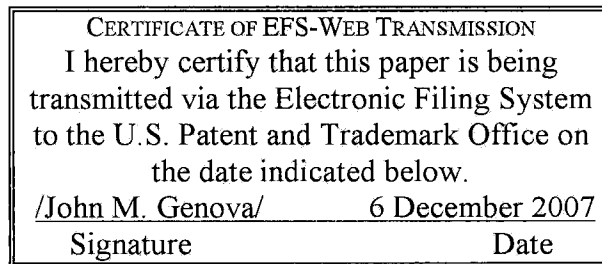 CERTIFICATE OF EFS-WEB TRANSMISSION
I hereby certify that this paper is being
transmitted via the Electronic Filing System
to the U.S. Patent and Trademark Office on
the date indicated below.
/John M. Genova/ 6 December 2007
Signature Date